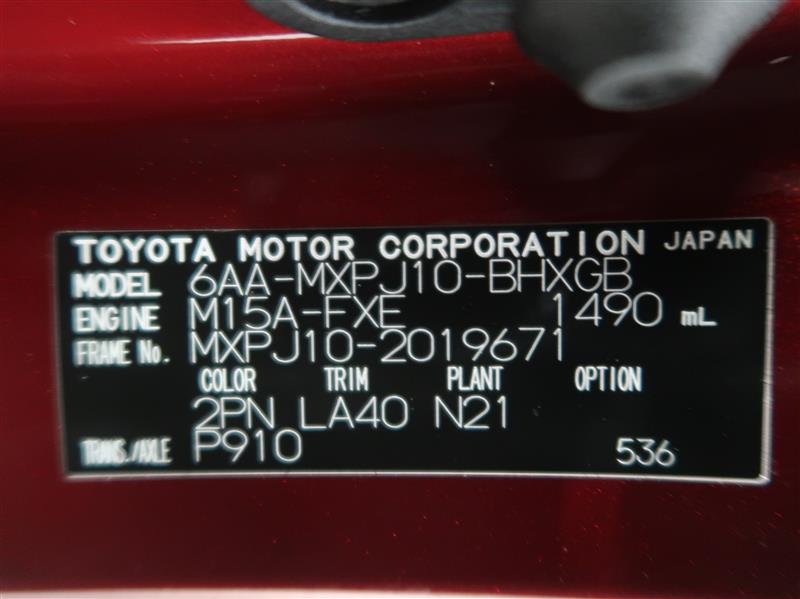 TOYOTA MOTOR CORPORATION JAPAN
MODEL 6AA-MXPJ10-BHXGB
ENGINE M15A-FXE 1490 mL
FRAME No. MXPJ10-2019671
COLOR TRIM PLANT OPTION
2PN LA40 N21
TRANS./AXLE P910 536